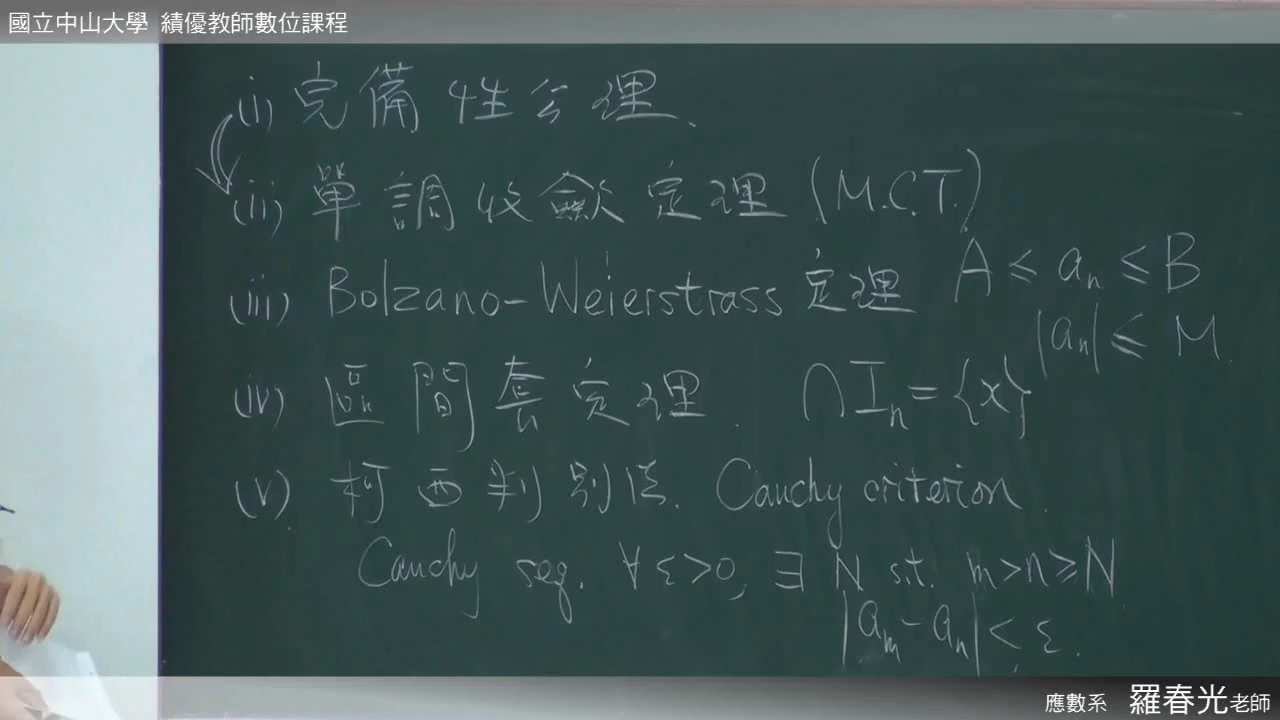 國立中山大學 績優教師數位課程
(i) 完備性公理.
(ii) 單調收歛定理 (M.C.T.)
(iii) Bolzano-Weierstrass 定理 A ≤ aₙ ≤ B
|aₙ| ≤ M.
(iv) 區間套定理. ∩Iₙ = {x}
(v). 柯西判別法. Cauchy criterion.
Cauchy seq. ∀ ε>0, ∃ N s.t. m>n≥N
|aₘ - aₙ| < ε.
應數系 羅春光老師